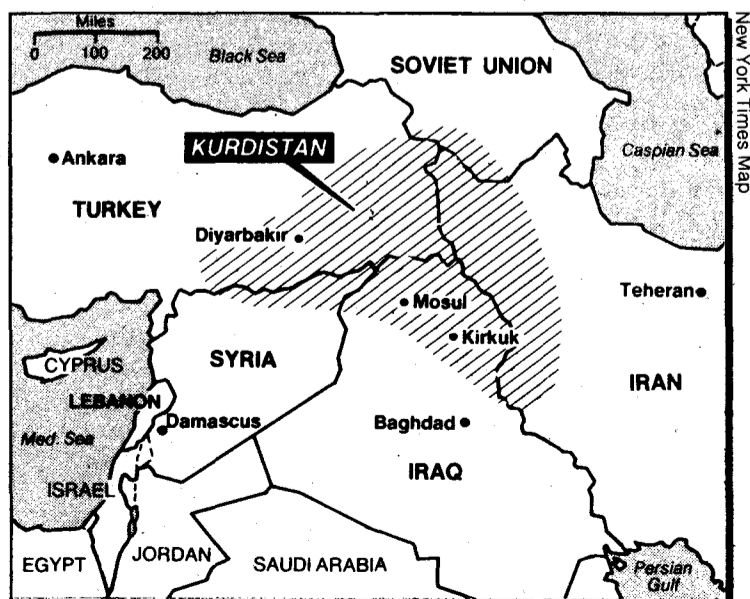 Miles
0 100 200
Black Sea
SOVIET UNION
New York Times Map
KURDISTAN
Ankara
Caspian Sea
TURKEY
Diyarbakir
Teheran
Mosul
Kirkuk
CYPRUS
SYRIA
IRAN
LEBANON
Damascus
Baghdad
Med. Sea
IRAQ
ISRAEL
EGYPT
JORDAN
SAUDI ARABIA
Persian
Gulf